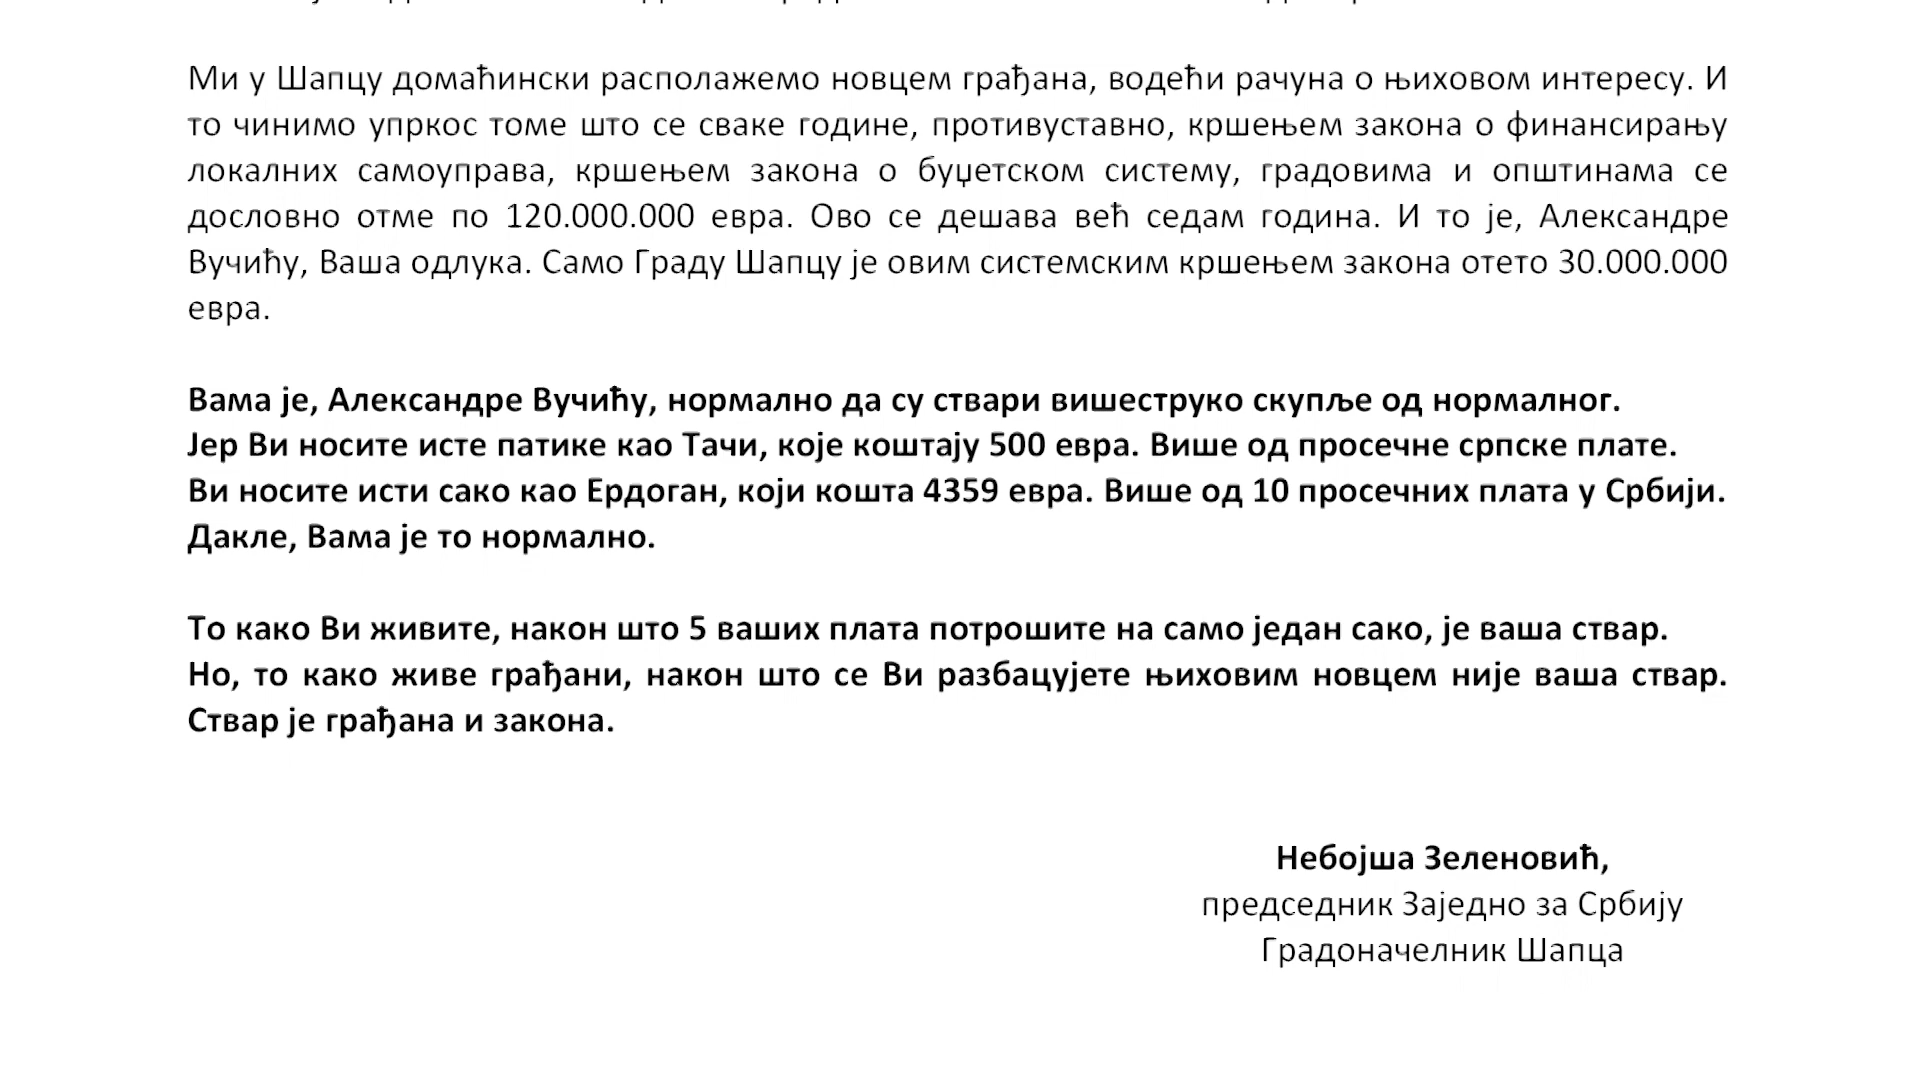 Ми у Шапцу домаћински располажемо новцем грађана, водећи рачуна о њиховом интересу. И
то чинимо упркос томе што се сваке године, противуставно, кршењем закона о финансирању
локалних самоуправа, кршењем закона о буџетском систему, градовима и општинама се
дословно отме по 120.000.000 евра. Ово се дешава већ седам година. И то је, Александре
Вучићу, Ваша одлука. Само Граду Шапцу је овим системским кршењем закона отето 30.000.000
евра.
Вама је, Александре Вучићу, нормално да су ствари вишеструко скупље од нормалног.
Јер Ви носите исте патике као Тачи, које коштају 500 евра. Више од просечне српске плате.
Ви носите исти сако као Ердоган, који кошта 4359 евра. Више од 10 просечних плата у Србији.
Дакле, Вама је то нормално.
То како Ви живите, након што 5 ваших плата потрошите на само један сако, је ваша ствар.
Но, то како живе грађани, након што се Ви разбацујете њиховим новцем није ваша ствар.
Ствар је грађана и закона.
Небојша Зеленовић,
председник Заједно за Србију
Градоначелник Шапца